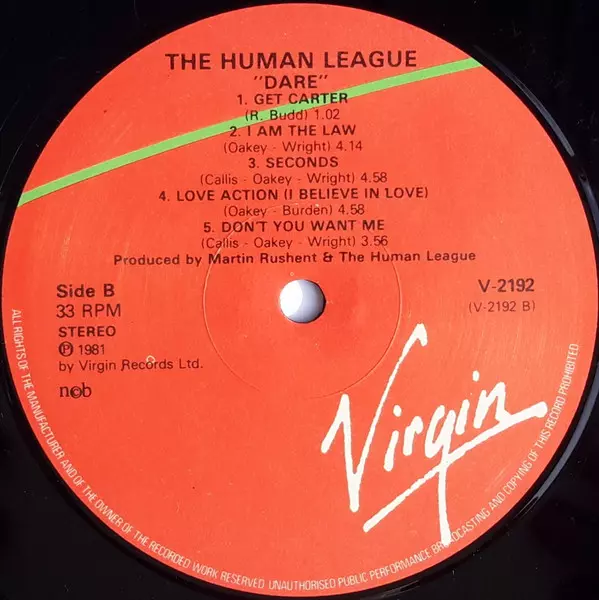 THE HUMAN LEAGUE
"DARE"
1. GET CARTER
(R. Budd) 1.02
2. I AM THE LAW
(Oakey - Wright) 4.14
3. SECONDS
(Callis - Oakey - Wright) 4.58
4. LOVE ACTION (I BELIEVE IN LOVE)
(Oakey - Burden) 4.58
5. DON'T YOU WANT ME
(Callis - Oakey - Wright) 3.56
Produced by Martin Rushent & The Human League
Side B
33 RPM
STEREO
Ⓟ 1981
by Virgin Records Ltd.
n©b
V-2192
(V-2192 B)
Virgin
ALL RIGHTS OF THE MANUFACTURER AND OF THE OWNER OF THE RECORDED WORK RESERVED UNAUTHORISED PUBLIC PERFORMANCE BROADCASTING AND COPYING OF THIS RECORD PROHIBITED